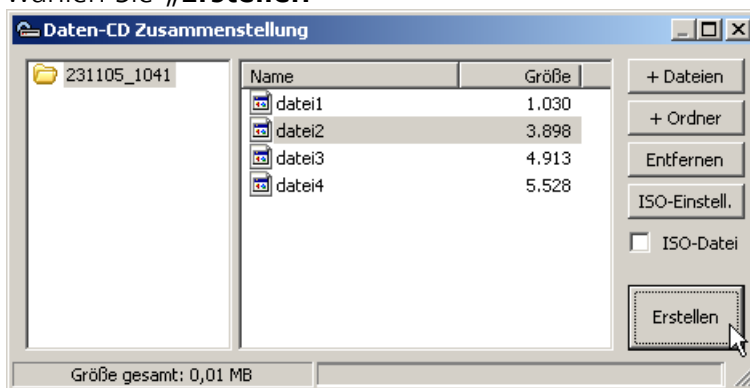 Wählen Sie „Erstellen
Daten-CD Zusammenstellung
231105_1041
Name Größe
datei1 1.030
datei2 3.898
datei3 4.913
datei4 5.528
+ Dateien
+ Ordner
Entfernen
ISO-Einstell.
ISO-Datei
Erstellen
Größe gesamt: 0,01 MB